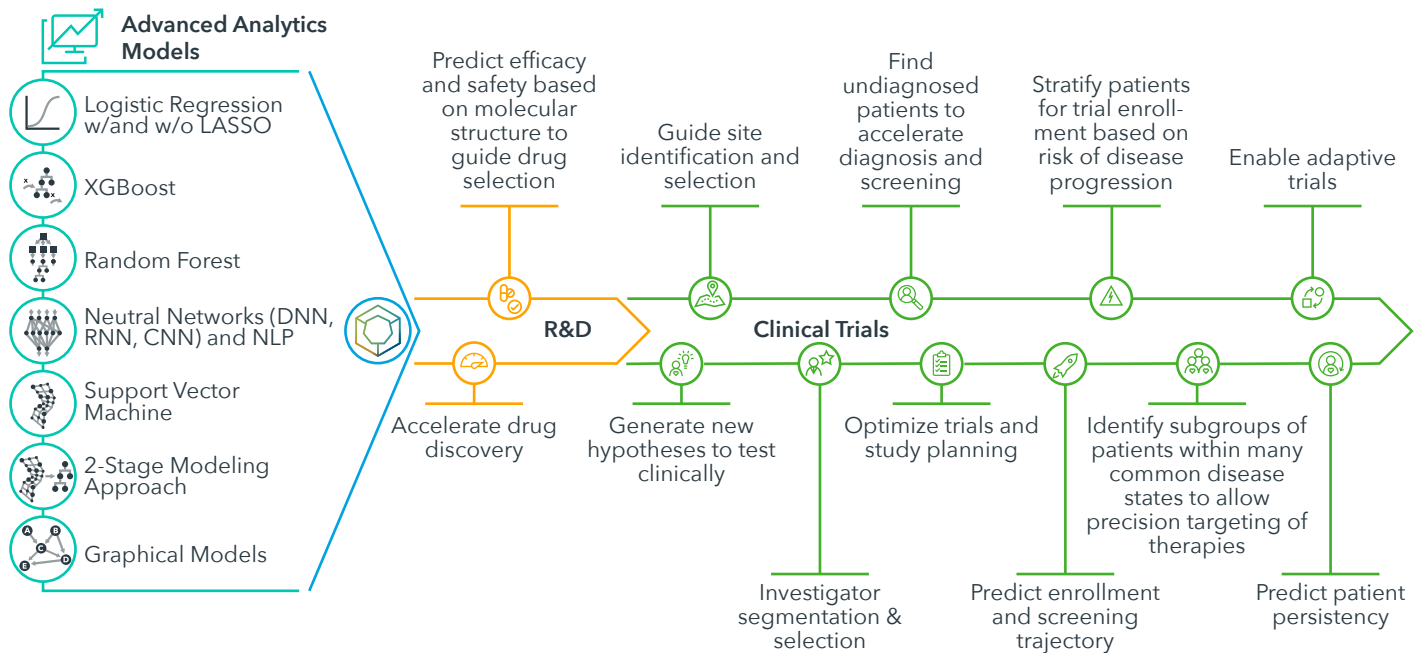 Advanced Analytics
Models
Logistic Regression
w/and w/o LASSO
XGBoost
Random Forest
Neutral Networks (DNN,
RNN, CNN) and NLP
Support Vector
Machine
2-Stage Modeling
Approach
A
B
C
D
E
Graphical Models
Predict efficacy
and safety based
on molecular
structure to
guide drug
selection
Guide site
identification and
selection
Find
undiagnosed
patients to
accelerate
diagnosis and
screening
Stratify patients
for trial enroll-
ment based on
risk of disease
progression
Enable adaptive
trials
R&D
Clinical Trials
Accelerate drug
discovery
Generate new
hypotheses to test
clinically
Investigator
segmentation &
selection
Optimize trials and
study planning
Predict enrollment
and screening
trajectory
Identify subgroups of
patients within many
common disease
states to allow
precision targeting of
therapies
Predict patient
persistency